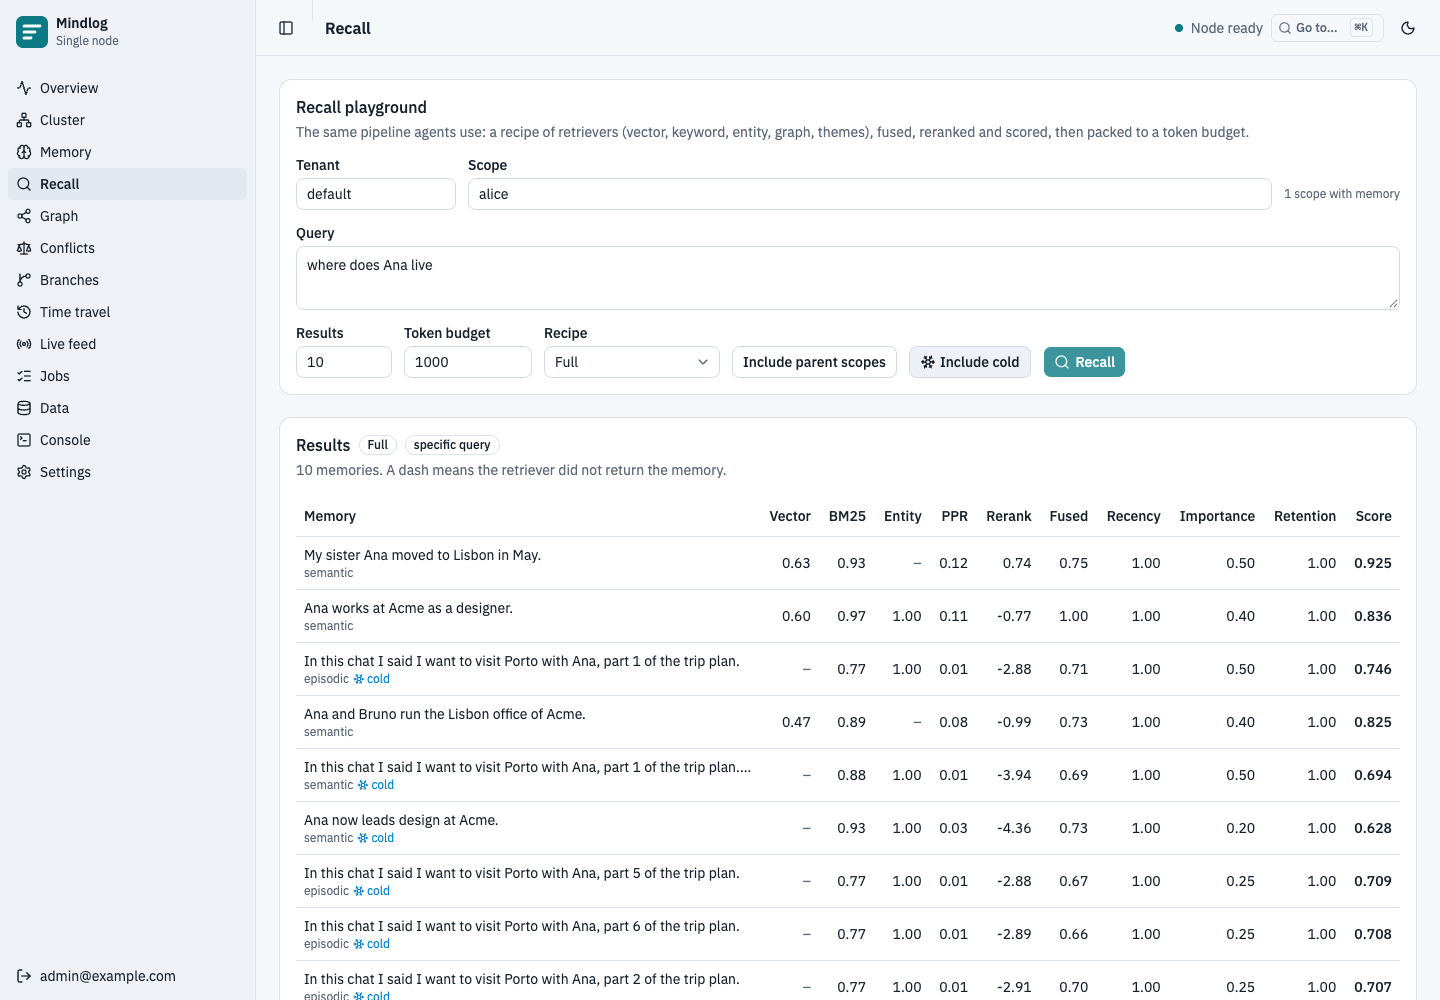 Mindlog
Single node
Overview
Cluster
Memory
Recall
Graph
Conflicts
Branches
Time travel
Live feed
Jobs
Data
Console
Settings
admin@example.com
Recall
Node ready
Go to... ⌘K
Recall playground
The same pipeline agents use: a recipe of retrievers (vector, keyword, entity, graph, themes), fused, reranked and scored, then packed to a token budget.
Tenant Scope
default alice 1 scope with memory
Query
where does Ana live
Results Token budget Recipe
10 1000 Full Include parent scopes Include cold Recall
Results Full specific query
10 memories. A dash means the retriever did not return the memory.
Memory Vector BM25 Entity PPR Rerank Fused Recency Importance Retention Score
My sister Ana moved to Lisbon in May.
semantic
0.63 0.93 – 0.12 0.74 0.75 1.00 0.50 1.00 0.925
Ana works at Acme as a designer.
semantic
0.60 0.97 1.00 0.11 -0.77 1.00 1.00 0.40 1.00 0.836
In this chat I said I want to visit Porto with Ana, part 1 of the trip plan.
episodic cold
– 0.77 1.00 0.01 -2.88 0.71 1.00 0.50 1.00 0.746
Ana and Bruno run the Lisbon office of Acme.
semantic
0.47 0.89 – 0.08 -0.99 0.73 1.00 0.40 1.00 0.825
In this chat I said I want to visit Porto with Ana, part 1 of the trip plan....
semantic cold
– 0.88 1.00 0.01 -3.94 0.69 1.00 0.50 1.00 0.694
Ana now leads design at Acme.
semantic cold
– 0.93 1.00 0.03 -4.36 0.73 1.00 0.20 1.00 0.628
In this chat I said I want to visit Porto with Ana, part 5 of the trip plan.
episodic cold
– 0.77 1.00 0.01 -2.88 0.67 1.00 0.25 1.00 0.709
In this chat I said I want to visit Porto with Ana, part 6 of the trip plan.
episodic cold
– 0.77 1.00 0.01 -2.89 0.66 1.00 0.25 1.00 0.708
In this chat I said I want to visit Porto with Ana, part 2 of the trip plan.
episodic cold
– 0.77 1.00 0.01 -2.91 0.70 1.00 0.25 1.00 0.707